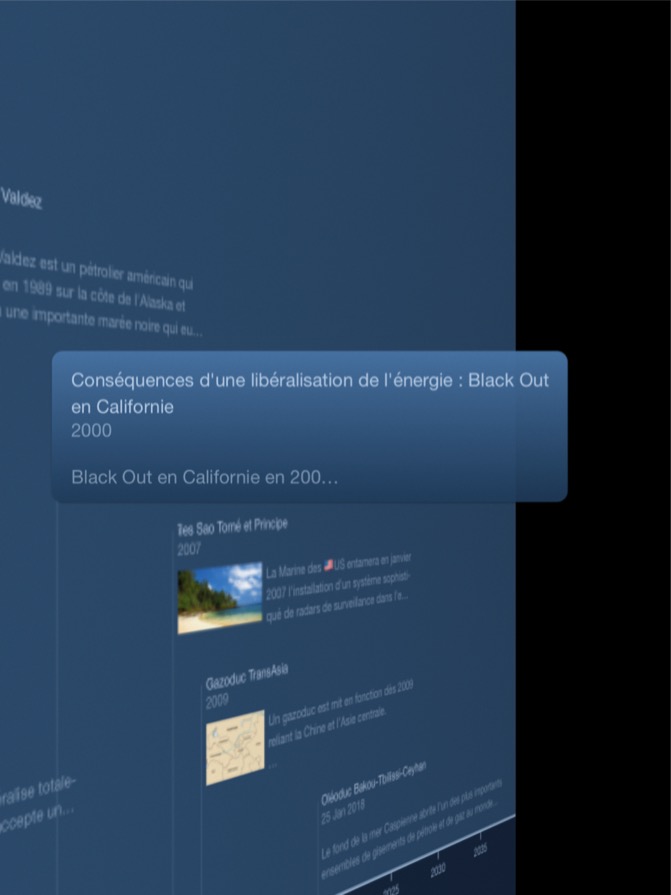 Valdez
Valdez est un pétrolier américain qui
en 1989 sur la côte de l'Alaska et
une importante marée noire qui eu...
Conséquences d'une libéralisation de l'énergie : Black Out
en Californie
2000
Black Out en Californie en 200...
Îles Sao Tomé et Principe
2007
La Marine des 🇺🇸US entamera en janvier
2007 l'installation d'un système sophisti-
qué de radars de surveillance dans l'e...
Gazoduc TransAsia
2009
Un gazoduc est mit en fonction dès 2009
reliant la Chine et l'Asie centrale.
...
totale-
accepte un...
Oléoduc Bakou-Tbilissi-Ceyhan
25 Jan 2018
Le fond de la mer Caspienne abrite l'un des plus importants
ensembles de gisements de pétrole et de gaz au monde...
2025
2030
2035